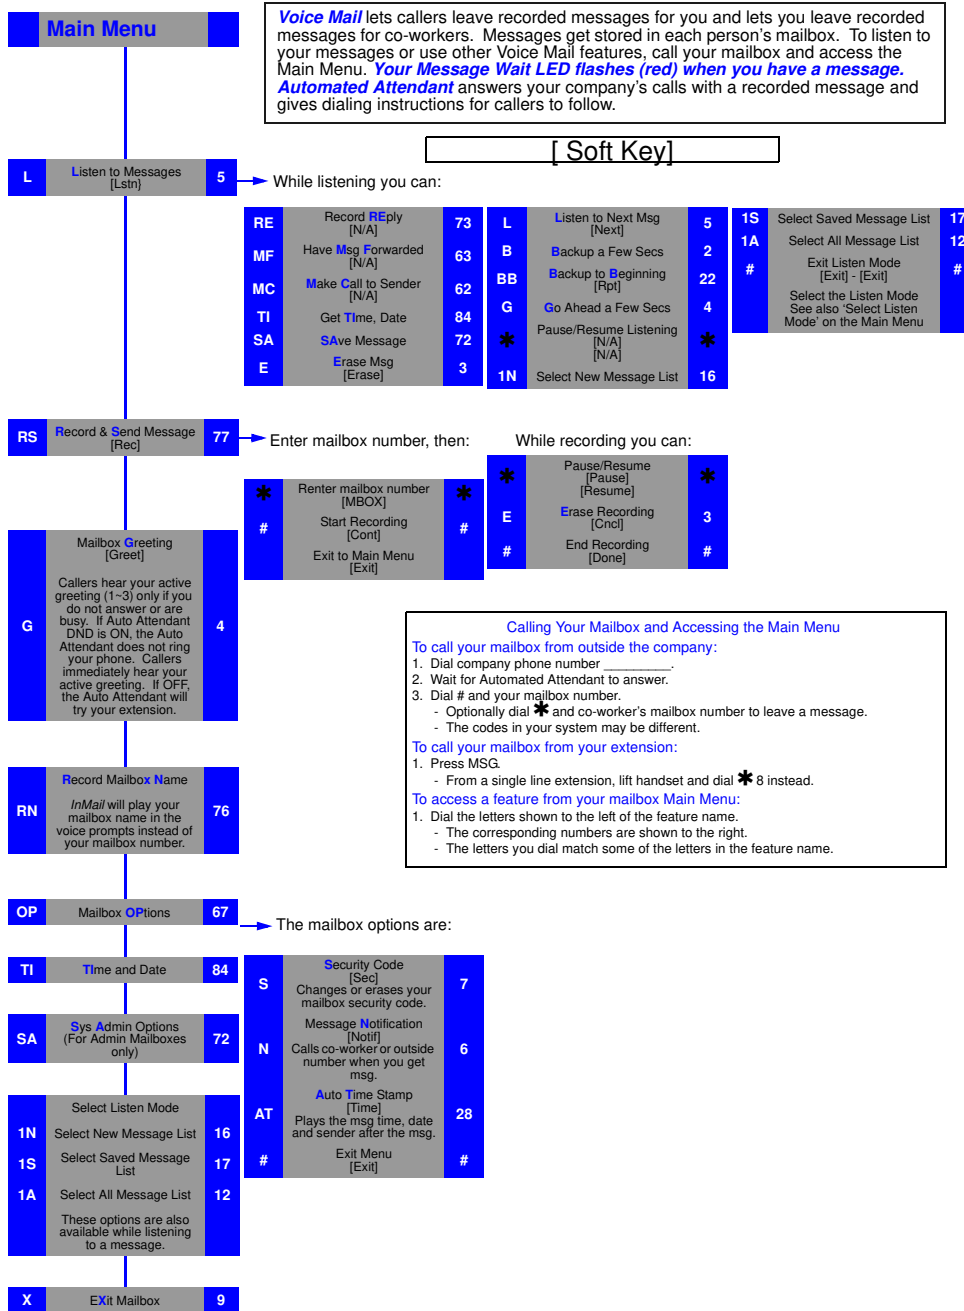 Main Menu
Voice Mail lets callers leave recorded messages for you and lets you leave recorded
messages for co-workers. Messages get stored in each person's mailbox. To listen to
your messages or use other Voice Mail features, call your mailbox and access the
Main Menu. Your Message Wait LED flashes (red) when you have a message.
Automated Attendant answers your company's calls with a recorded message and
gives dialing instructions for callers to follow.
[ Soft Key]
L Listen to Messages 5
[Lstn}
While listening you can:
RE Record REply 73
[N/A]
MF Have Msg Forwarded 63
[N/A]
MC Make Call to Sender 62
[N/A]
TI Get TIme, Date 84
SA SAve Message 72
E Erase Msg 3
[Erase]
L Listen to Next Msg 5
[Next]
B Backup a Few Secs 2
BB Backup to Beginning 22
[Rpt]
G Go Ahead a Few Secs 4
✱ Pause/Resume Listening ✱
[N/A]
[N/A]
1N Select New Message List 16
1S Select Saved Message List 17
1A Select All Message List 12
# Exit Listen Mode #
[Exit] - [Exit]
Select the Listen Mode
See also 'Select Listen
Mode' on the Main Menu
RS Record & Send Message 77
[Rec]
Enter mailbox number, then:
✱ Renter mailbox number ✱
[MBOX]
# Start Recording #
[Cont]
Exit to Main Menu
[Exit]
While recording you can:
✱ Pause/Resume ✱
[Pause]
[Resume]
E Erase Recording 3
[Cncl]
# End Recording #
[Done]
Mailbox Greeting
[Greet]
Callers hear your active
greeting (1~3) only if you
do not answer or are
busy. If Auto Attendant
DND is ON, the Auto
G Attendant does not ring 4
your phone. Callers
immediately hear your
active greeting. If OFF,
the Auto Attendant will
try your extension.
Calling Your Mailbox and Accessing the Main Menu
To call your mailbox from outside the company:
1. Dial company phone number _________.
2. Wait for Automated Attendant to answer.
3. Dial # and your mailbox number.
- Optionally dial ✱ and co-worker's mailbox number to leave a message.
- The codes in your system may be different.
To call your mailbox from your extension:
1. Press MSG.
- From a single line extension, lift handset and dial ✱ 8 instead.
To access a feature from your mailbox Main Menu:
1. Dial the letters shown to the left of the feature name.
- The corresponding numbers are shown to the right.
- The letters you dial match some of the letters in the feature name.
Record Mailbox Name
RN InMail will play your 76
mailbox name in the
voice prompts instead of
your mailbox number.
OP Mailbox OPtions 67
The mailbox options are:
S Security Code 7
[Sec]
Changes or erases your
mailbox security code.
N Message Notification 6
[Notif]
Calls co-worker or outside
number when you get
msg.
AT Auto Time Stamp 28
[Time]
Plays the msg time, date
and sender after the msg.
# Exit Menu #
[Exit]
TI TIme and Date 84
SA Sys Admin Options 72
(For Admin Mailboxes
only)
Select Listen Mode
1N Select New Message List 16
1S Select Saved Message 17
List
1A Select All Message List 12
These options are also
available while listening
to a message.
X EXit Mailbox 9